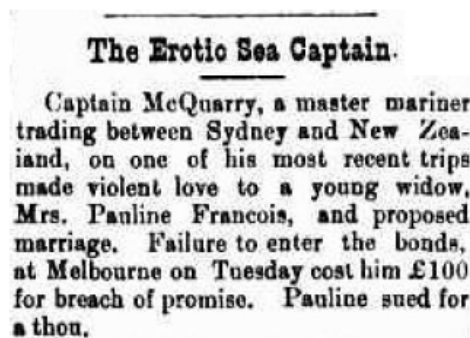 The Erotic Sea Captain.
Captain McQuarry, a master mariner
trading between Sydney and New Zea-
land, on one of his most recent trips
made violent love to a young widow,
Mrs. Pauline Francois, and proposed
marriage. Failure to enter the bonds,
at Melbourne on Tuesday cost him £100
for breach of promise. Pauline sued for
a thou.